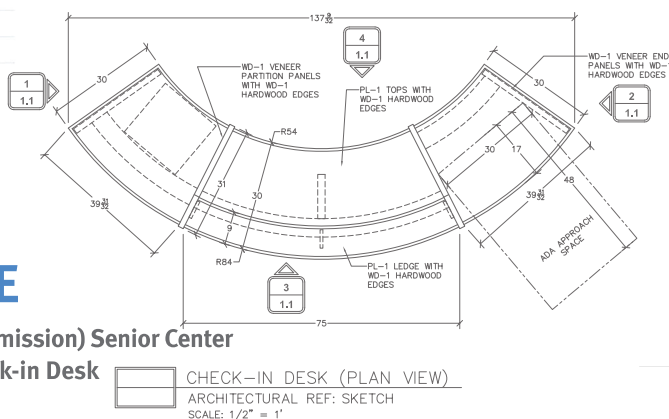 137 9/32
4
1.1
WD-1 VENEER
PARTITION PANELS
WITH WD-1
HARDWOOD EDGES
WD-1 VENEER END
PANELS WITH WD-1
HARDWOOD EDGES
1
1.1
30
PL-1 TOPS WITH
WD-1 HARDWOOD
EDGES
30
2
1.1
R54
30
17
31
30
48
39 31/32
39 31/32
9
ADA APPROACH
SPACE
R84
PL-1 LEDGE WITH
WD-1 HARDWOOD
EDGES
3
1.1
E
75
mission) Senior Center
k-in Desk
CHECK-IN DESK (PLAN VIEW)
ARCHITECTURAL REF: SKETCH
SCALE: 1/2" = 1'